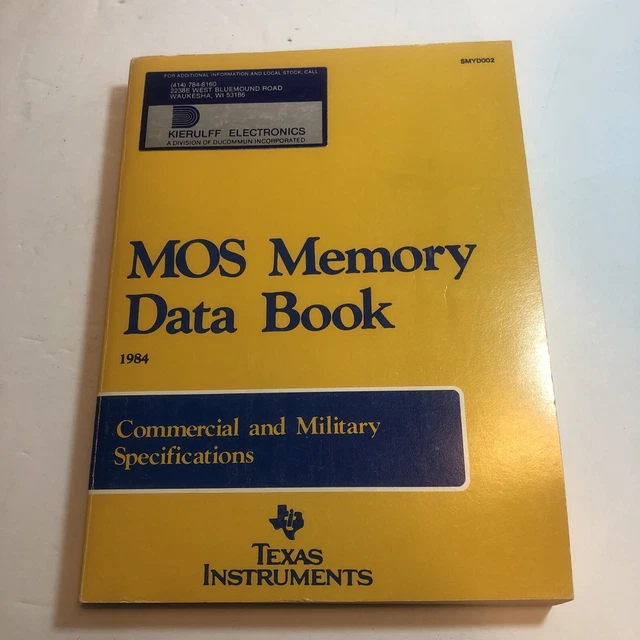 SMYD002
FOR ADDITIONAL INFORMATION AND LOCAL STOCK, CALL
(414) 784-8160
2238E WEST BLUEMOUND ROAD
WAUKESHA, WI 53186
KIERULFF ELECTRONICS
A DIVISION OF DUCOMMUN INCORPORATED
MOS Memory
Data Book
1984
Commercial and Military
Specifications
TEXAS
INSTRUMENTS